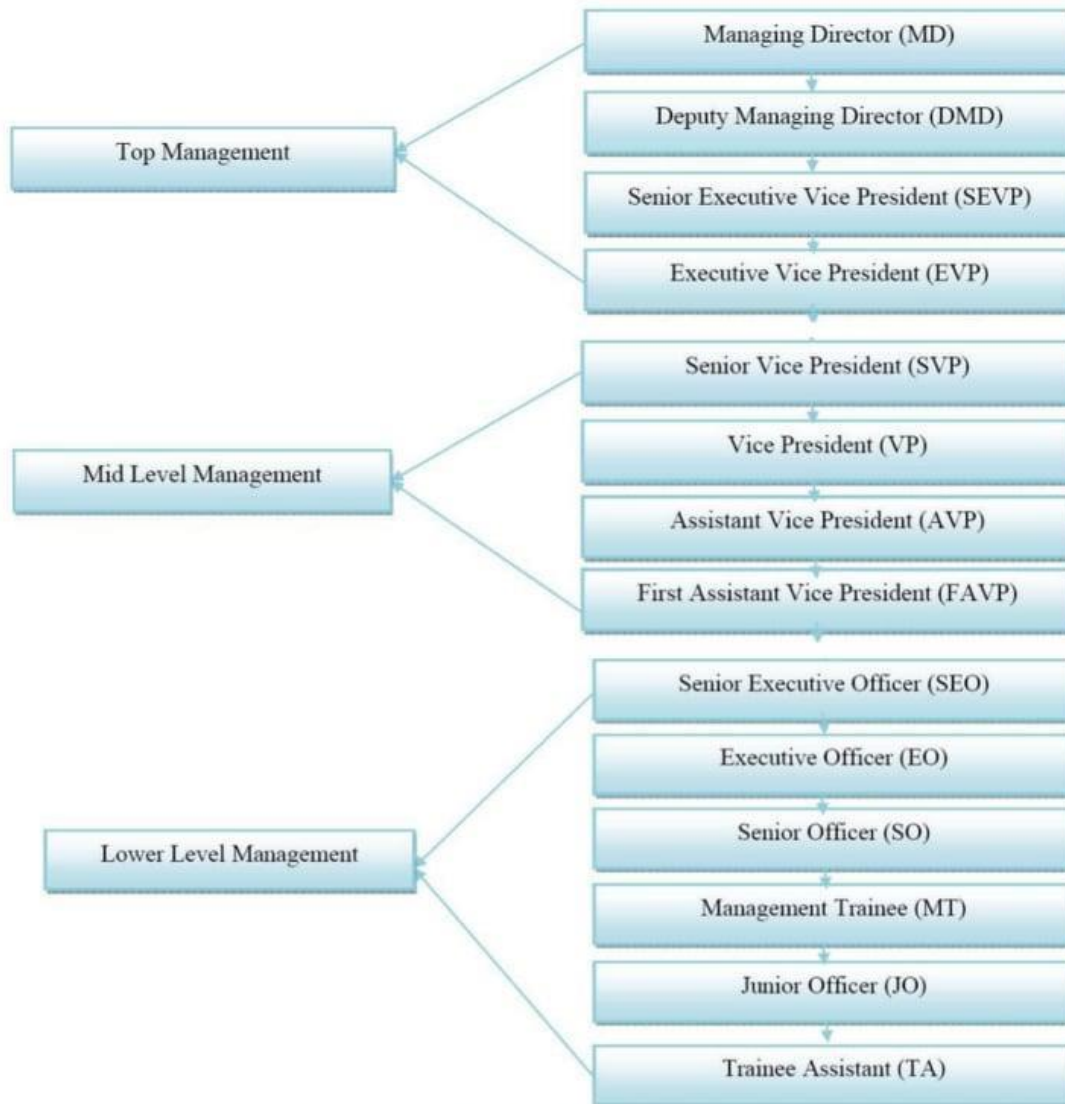 Managing Director (MD)
Deputy Managing Director (DMD)
Top Management
Senior Executive Vice President (SEVP)
Executive Vice President (EVP)
Senior Vice President (SVP)
Vice President (VP)
Mid Level Management
Assistant Vice President (AVP)
First Assistant Vice President (FAVP)
Senior Executive Officer (SEO)
Executive Officer (EO)
Senior Officer (SO)
Lower Level Management
Management Trainee (MT)
Junior Officer (JO)
Trainee Assistant (TA)